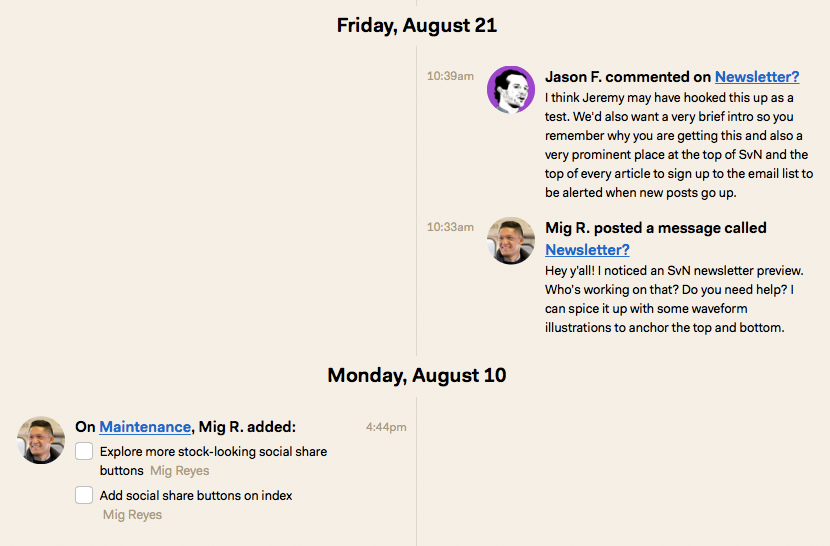 Friday, August 21
10:39am
Jason F. commented on Newsletter?
I think Jeremy may have hooked this up as a
test. We'd also want a very brief intro so you
remember why you are getting this and also a
very prominent place at the top of SvN and the
top of every article to sign up to the email list to
be alerted when new posts go up.
10:33am
Mig R. posted a message called
Newsletter?
Hey y'all! I noticed an SvN newsletter preview.
Who's working on that? Do you need help? I
can spice it up with some waveform
illustrations to anchor the top and bottom.
Monday, August 10
On Maintenance, Mig R. added:
4:44pm
Explore more stock-looking social share
buttons Mig Reyes
Add social share buttons on index
Mig Reyes